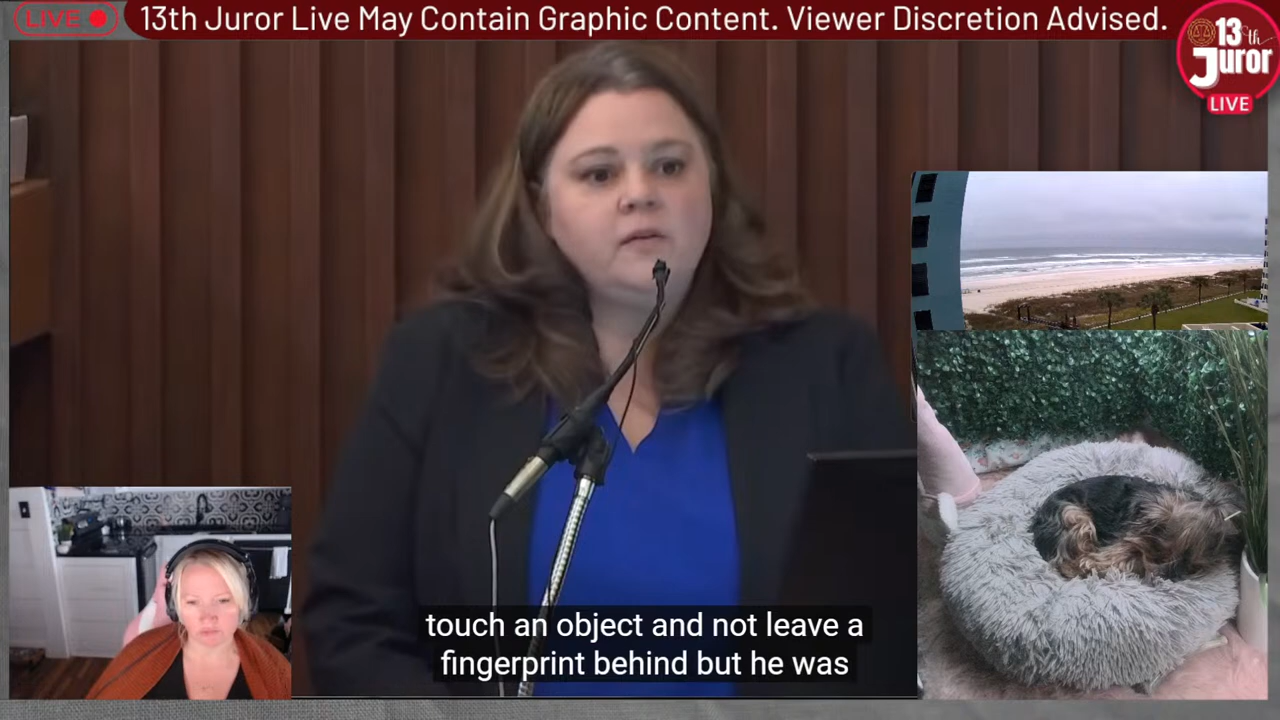 LIVE
13th Juror Live May Contain Graphic Content. Viewer Discretion Advised.
13th
Juror
LIVE
touch an object and not leave a
fingerprint behind but he was